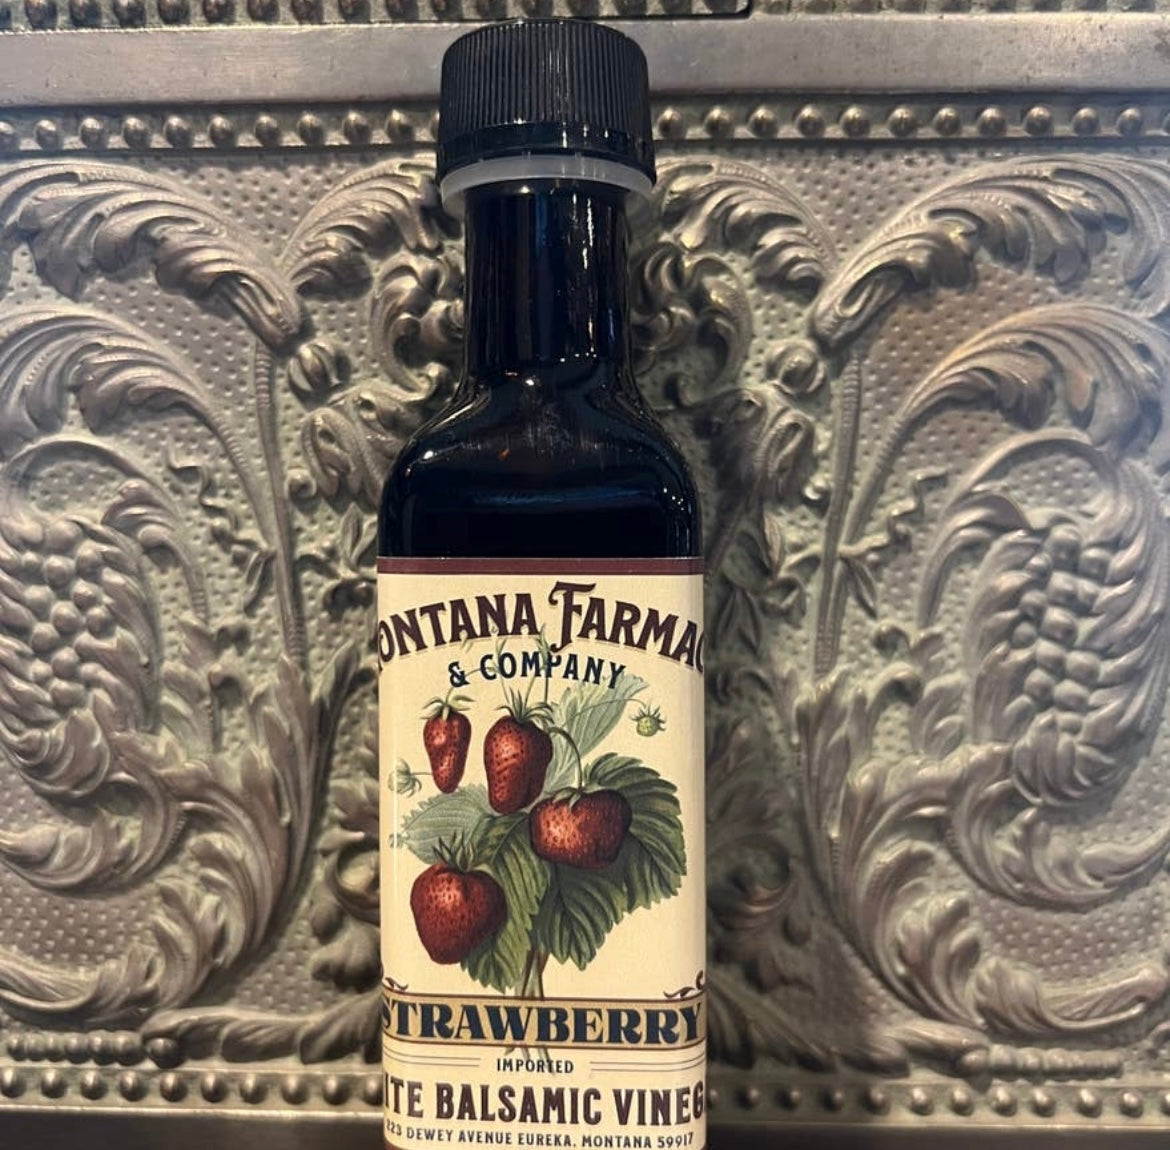 ONTANA FARMAC
& COMPANY
STRAWBERRY
IMPORTED
ITE BALSAMIC VINEG
223 DEWEY AVENUE EUREKA, MONTANA 59917